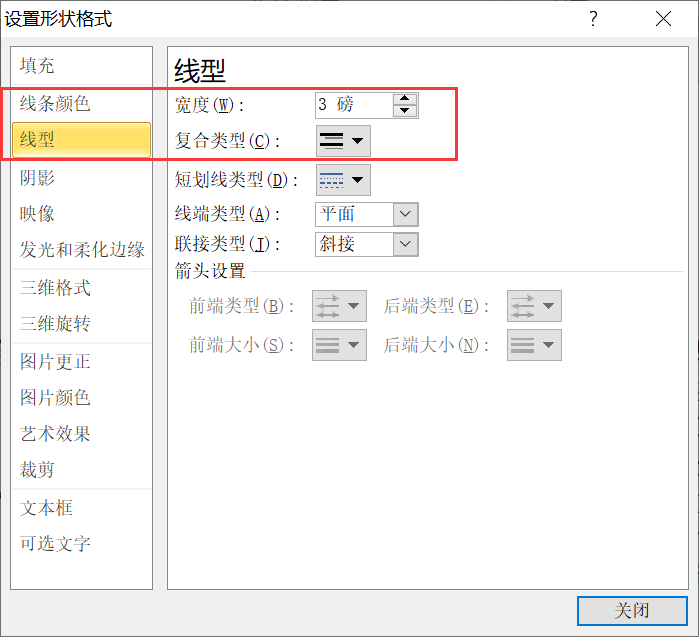 设置形状格式
?
填充
线条颜色
线型
阴影
映像
发光和柔化边缘
三维格式
三维旋转
图片更正
图片颜色
艺术效果
裁剪
文本框
可选文字
线型
宽度(W): 3 磅
复合类型(C):
短划线类型(D):
线端类型(A): 平面
联接类型(J): 斜接
箭头设置
前端类型(B): 后端类型(E):
前端大小(S): 后端大小(N):
关闭